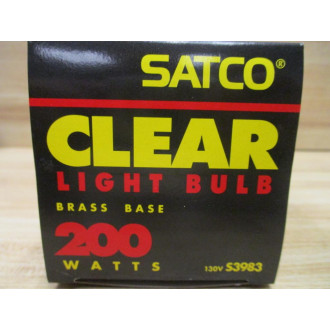 SATCO®
CLEAR
LIGHT BULB
BRASS BASE
200
WATTS
130V S3983